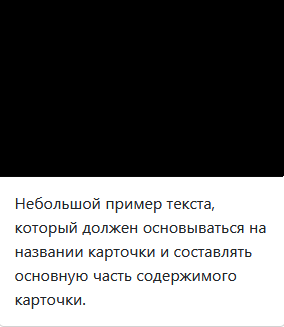 Небольшой пример текста,
который должен основываться на
названии карточки и составлять
основную часть содержимого
карточки.